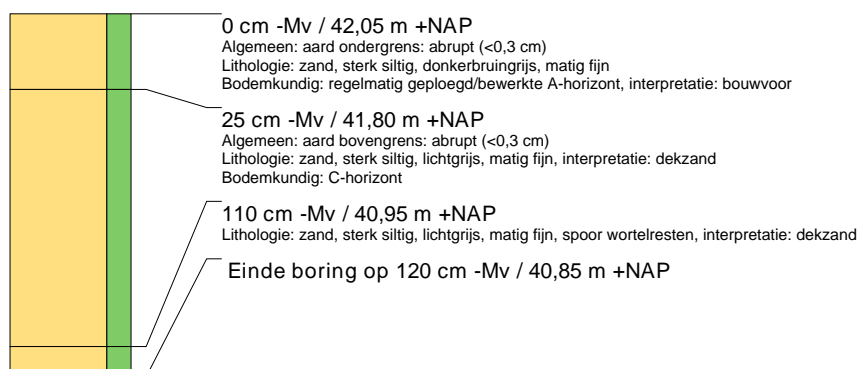 0 cm -Mv / 42,05 m +NAP
Algemeen: aard ondergrens: abrupt (<0,3 cm)
Lithologie: zand, sterk siltig, donkerbruingrijs, matig fijn
Bodemkundig: regelmatig geploegd/bewerkte A-horizont, interpretatie: bouwvoor
25 cm -Mv / 41,80 m +NAP
Algemeen: aard bovengrens: abrupt (<0,3 cm)
Lithologie: zand, sterk siltig, lichtgrijs, matig fijn, interpretatie: dekzand
Bodemkundig: C-horizont
110 cm -Mv / 40,95 m +NAP
Lithologie: zand, sterk siltig, lichtgrijs, matig fijn, spoor wortelresten, interpretatie: dekzand
Einde boring op 120 cm -Mv / 40,85 m +NAP